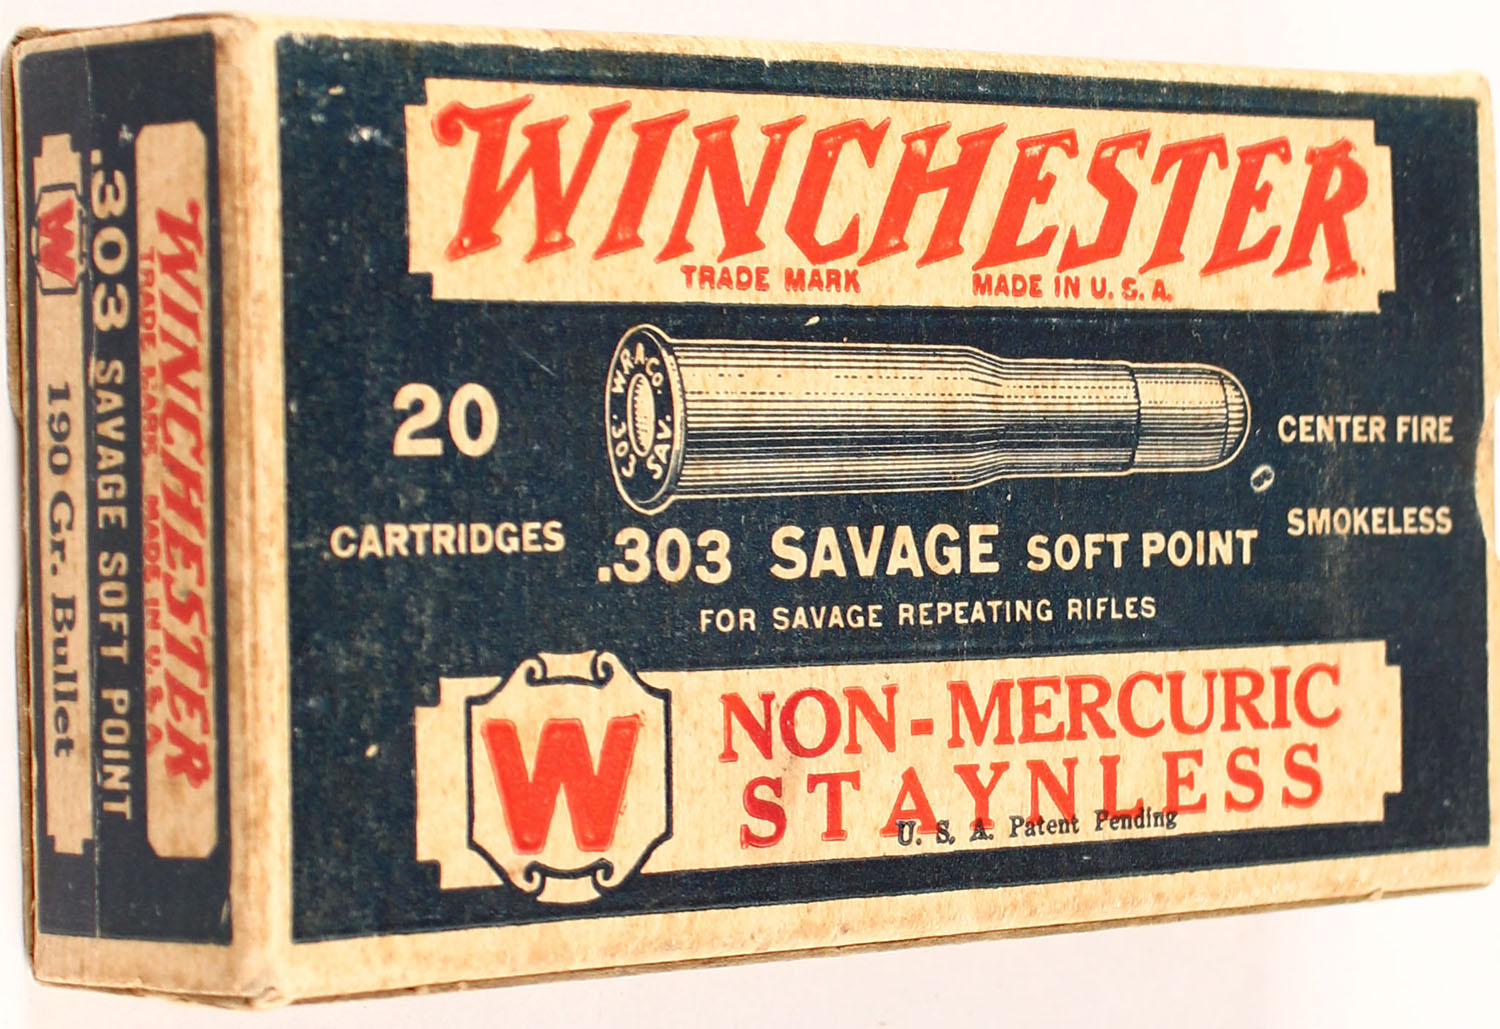 WINCHESTER
TRADE MARK MADE IN U. S. A.
20
CARTRIDGES
W.R.A.CO.
.303 SAV.
CENTER FIRE
SMOKELESS
.303 SAVAGE SOFT POINT
FOR SAVAGE REPEATING RIFLES
W
NON-MERCURIC
STAYNLESS
U. S. A. Patent Pending
WINCHESTER
TRADE MARK MADE IN U.S.A.
.303 SAVAGE SOFT POINT
W 190 Gr. Bullet